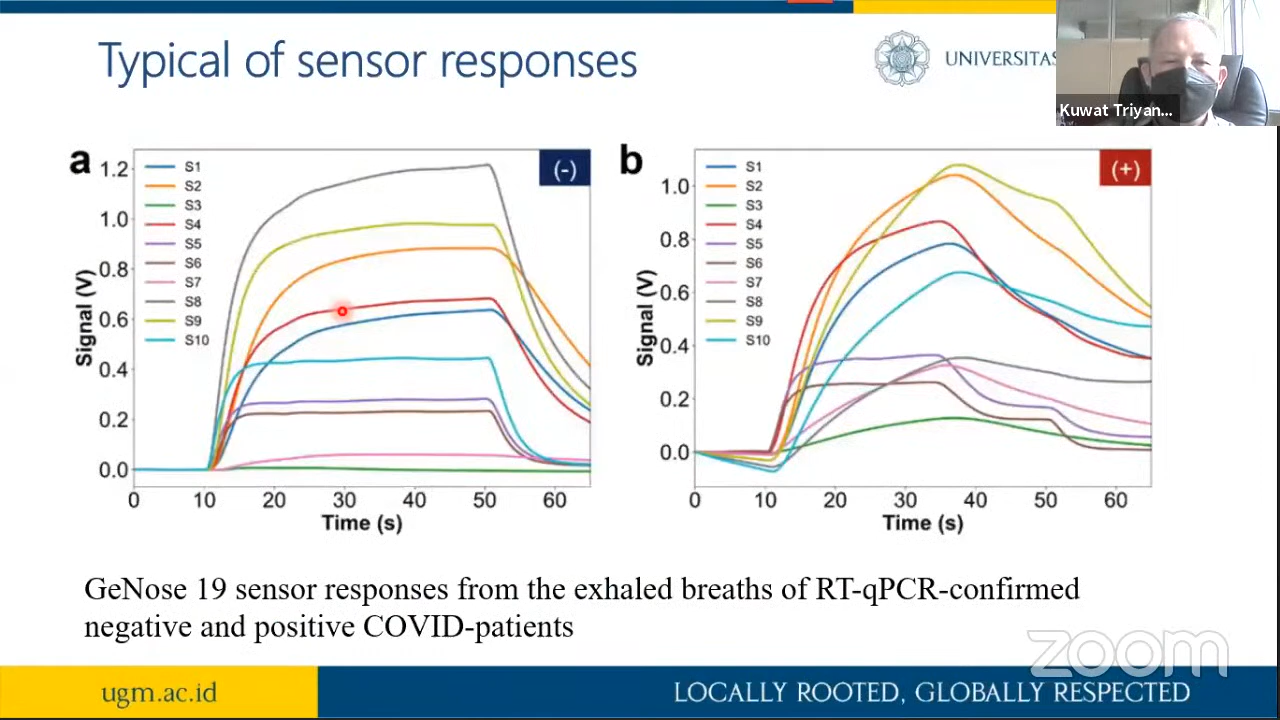 Typical of sensor responses
UNIVERSITAS
Kuwat Triyan...
a
1.2
1.0
0.8
0.6
0.4
0.2
0.0
Signal (V)
S1
S2
S3
S4
S5
S6
S7
S8
S9
S10
(-)
0 10 20 30 40 50 60
Time (s)
b
1.0
0.8
0.6
0.4
0.2
0.0
Signal (V)
S1
S2
S3
S4
S5
S6
S7
S8
S9
S10
(+)
0 10 20 30 40 50 60
Time (s)
GeNose 19 sensor responses from the exhaled breaths of RT-qPCR-confirmed
negative and positive COVID-patients
zoom
ugm.ac.id
LOCALLY ROOTED, GLOBALLY RESPECTED